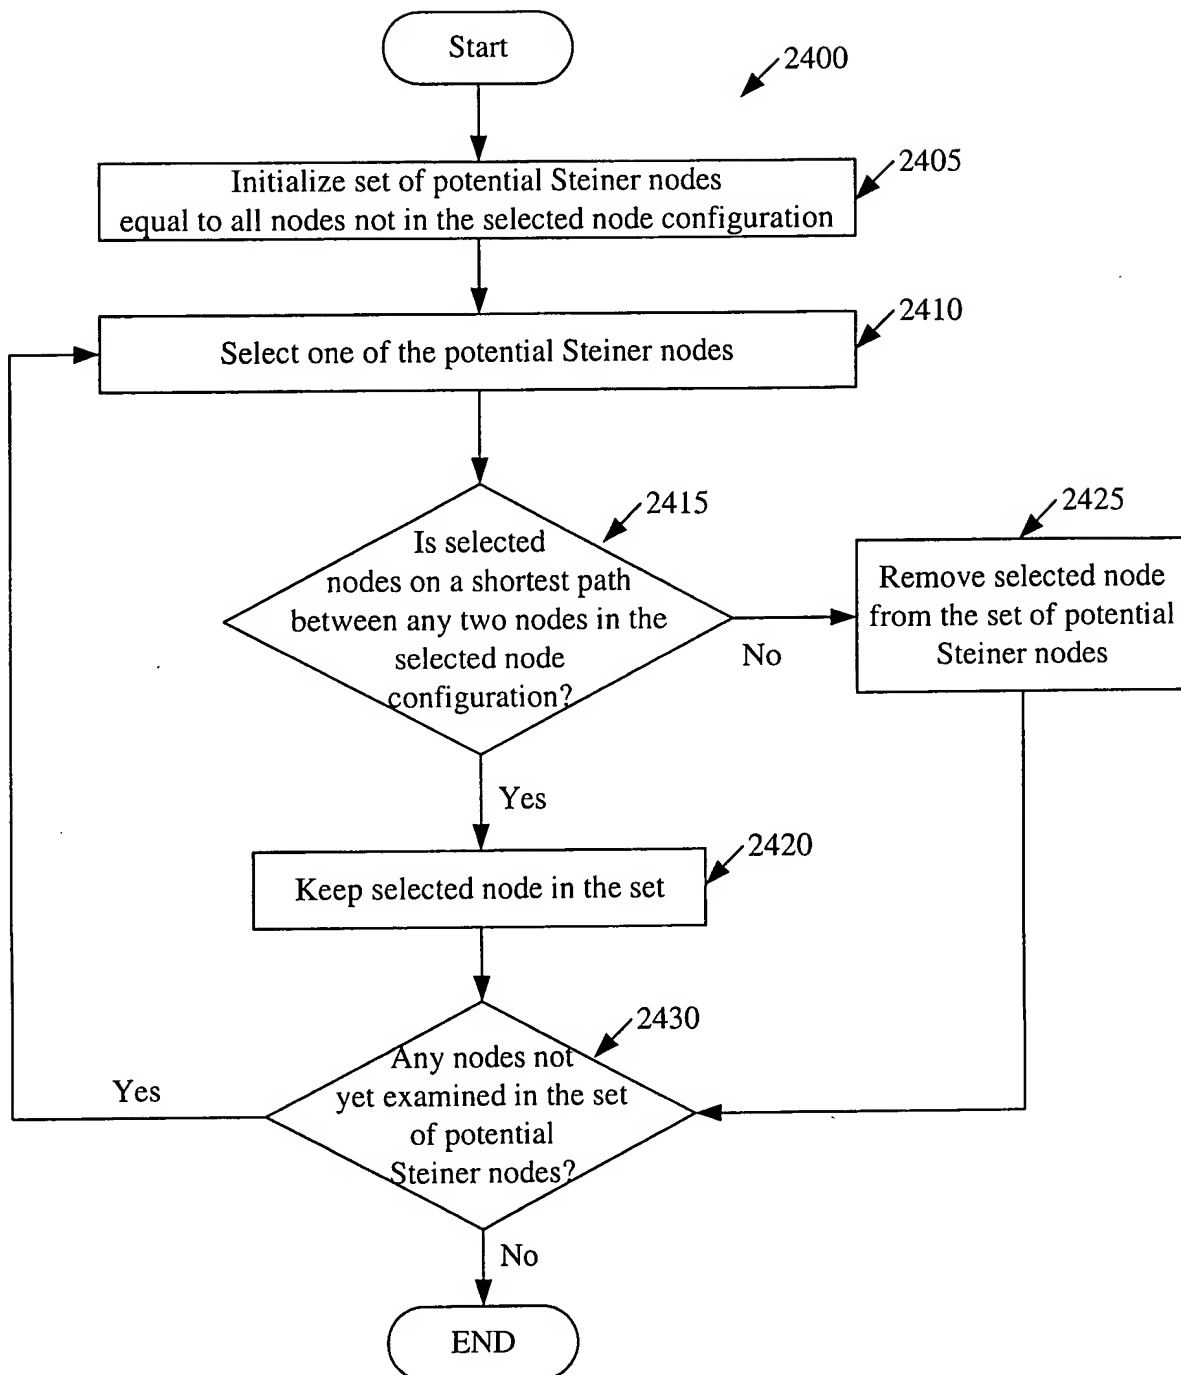 Start
2400
2405
Initialize set of potential Steiner nodes
equal to all nodes not in the selected node configuration
2410
Select one of the potential Steiner nodes
2415
Is selected
nodes on a shortest path
between any two nodes in the
selected node
configuration?
No
2425
Remove selected node
from the set of potential
Steiner nodes
Yes
2420
Keep selected node in the set
2430
Any nodes not
yet examined in the set
of potential
Steiner nodes?
Yes
No
END